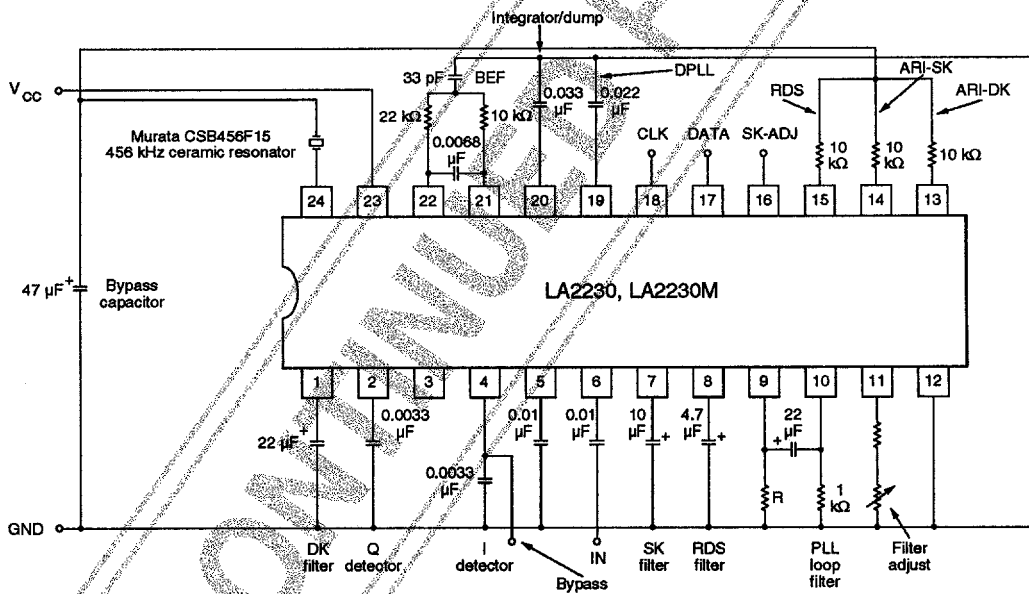 Integrator/dump
33 pF
BEF
DPLL
ARI-SK
VCC
0.033
µF
0.022
µF
RDS
ARI-DK
22 kΩ
10 kΩ
Murata CSB456F15
456 kHz ceramic resonator
0.0068
µF
CLK
DATA
SK-ADJ
10
kΩ
10
kΩ
10 kΩ
24
23
22
21
20
19
18
17
16
15
14
13
47 µF
+
Bypass
capacitor
LA2230, LA2230M
1
2
3
4
5
6
7
8
9
10
11
12
22 µF
+
0.0033
µF
0.01
µF
0.01
µF
10
µF
+
4.7
µF
+
22
µF
+
0.0033
µF
R
1
kΩ
GND
DK
filter
Q
detector
I
detector
Bypass
IN
SK
filter
RDS
filter
PLL
loop
filter
Filter
adjust
CONTINUED